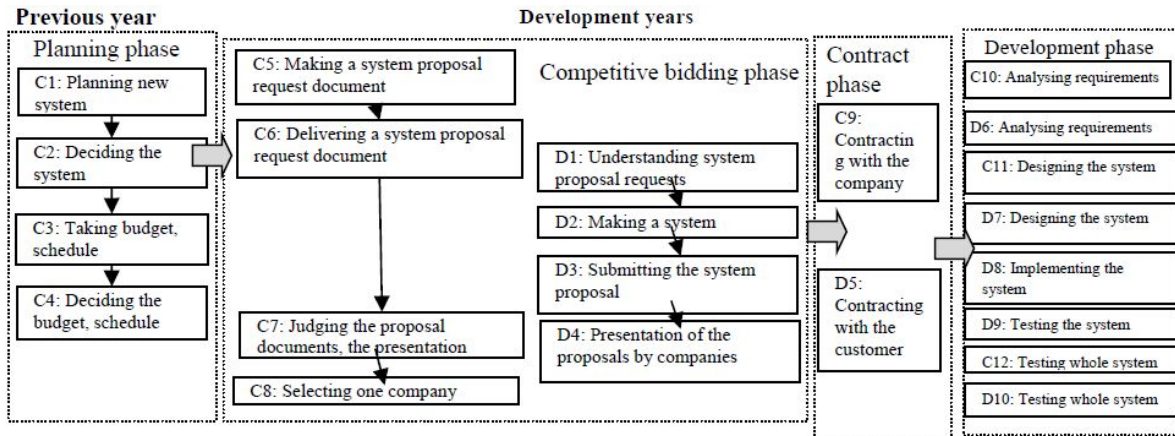 Previous year
Development years
Planning phase
C1: Planning new
system
C2: Deciding the
system
C3: Taking budget,
schedule
C4: Deciding the
budget, schedule
C5: Making a system proposal
request document
Competitive bidding phase
C6: Delivering a system proposal
request document
D1: Understanding system
proposal requests
D2: Making a system
D3: Submitting the system
proposal
C7: Judging the proposal
documents, the presentation
D4: Presentation of the
proposals by companies
C8: Selecting one company
Contract
phase
C9:
Contractin
g with the
company
D5:
Contracting
with the
customer
Development phase
C10: Analysing requirements
D6: Analysing requirements
C11: Designing the system
D7: Designing the system
D8: Implementing the
system
D9: Testing the system
C12: Testing whole system
D10: Testing whole system